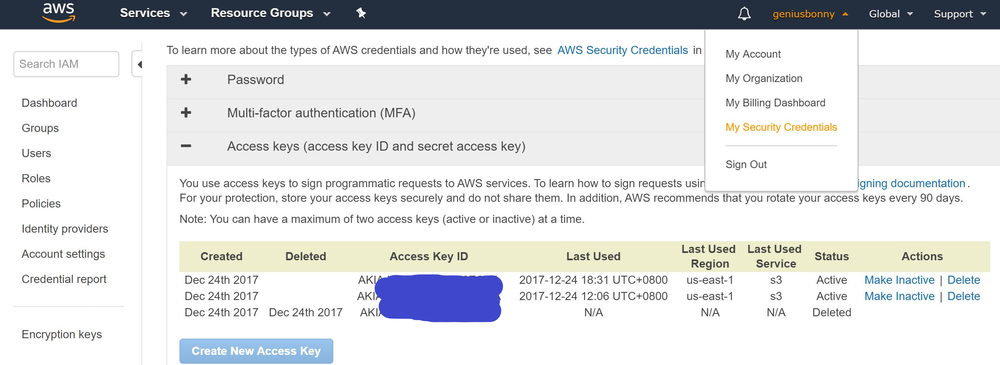 aws Services Resource Groups geniusbonny Global Support
Search IAM
Dashboard
Groups
Users
Roles
Policies
Identity providers
Account settings
Credential report
Encryption keys
To learn more about the types of AWS credentials and how they're used, see AWS Security Credentials in
Password
Multi-factor authentication (MFA)
Access keys (access key ID and secret access key)
My Account
My Organization
My Billing Dashboard
My Security Credentials
Sign Out
You use access keys to sign programmatic requests to AWS services. To learn how to sign requests documentation.
For your protection, store your access keys securely and do not share them. In addition, AWS recommends that you rotate your access keys every 90 days.
Note: You can have a maximum of two access keys (active or inactive) at a time.
Created Deleted Access Key ID Last Used Last Used Region Last Used Service Status Actions
Dec 24th 2017 2017-12-24 18:31 UTC+0800 us-east-1 s3 Active Make Inactive | Delete
Dec 24th 2017 2017-12-24 12:06 UTC+0800 us-east-1 s3 Active Make Inactive | Delete
Dec 24th 2017 Dec 24th 2017 N/A N/A N/A Deleted
Create New Access Key